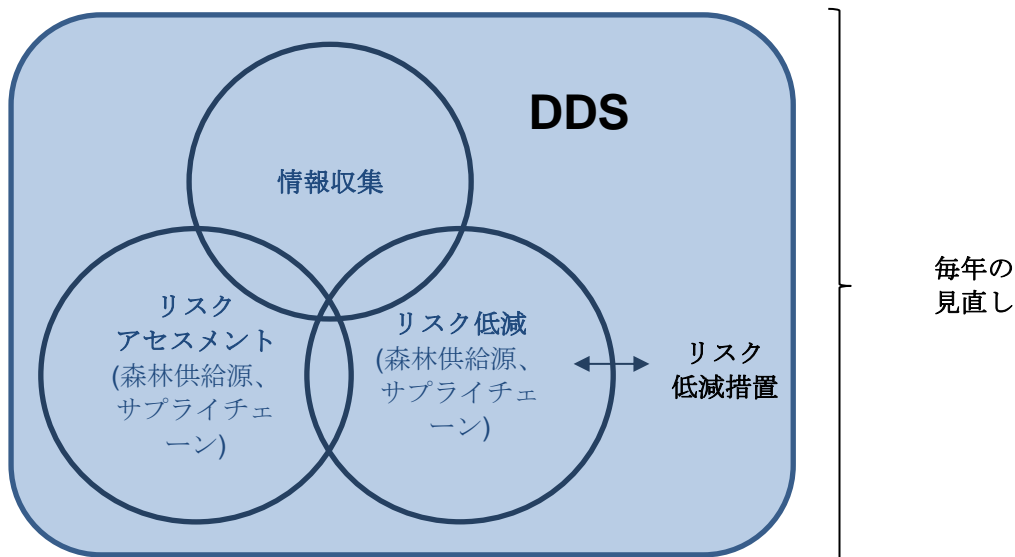 DDS
情報収集
リスク
アセスメント
(森林供給源、
サプライチェ
ーン)
リスク低減
(森林供給源、
サプライチェ
ーン)
リスク
低減措置
毎年の
見直し